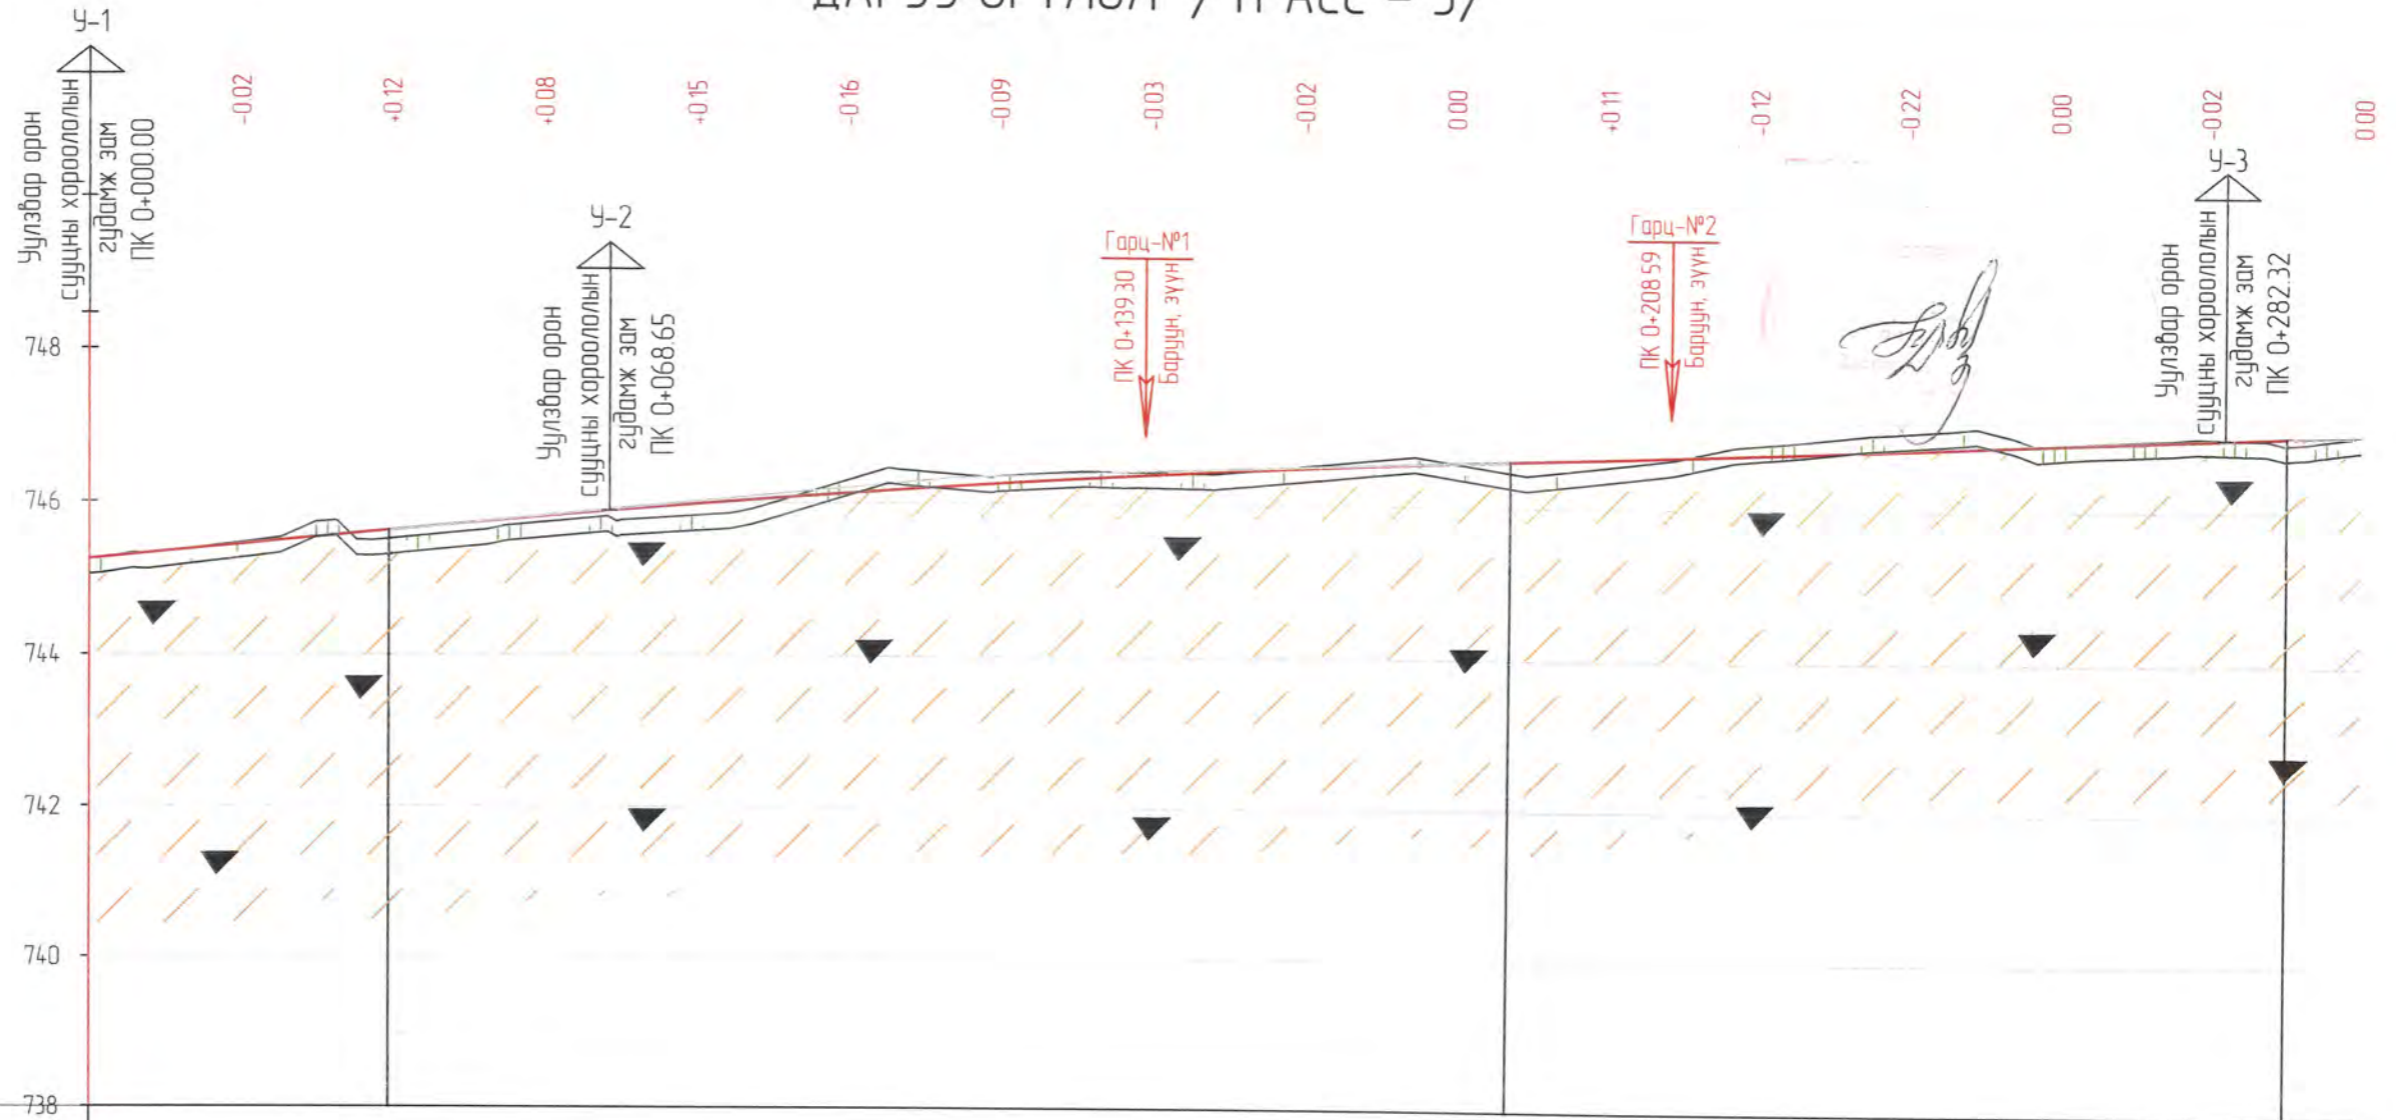 У-1
Уулзвар орон
сууцны хороололын
гудамж зам
ПК 0+000.00
-0.02
+0.12
+0.08
+0.15
-0.16
-0.09
-0.03
-0.02
0.00
+0.11
-0.12
-0.22
0.00
-0.02
0.00
У-2
Уулзвар орон
сууцны хороололын
гудамж зам
ПК 0+068.65
Гарц-№1
ПК 0+139.30
Баруун, зүүн
Гарц-№2
ПК 0+208.59
Баруун, зүүн
У-3
Уулзвар орон
сууцны хороололын
гудамж зам
ПК 0+282.32
748
746
744
742
740
738